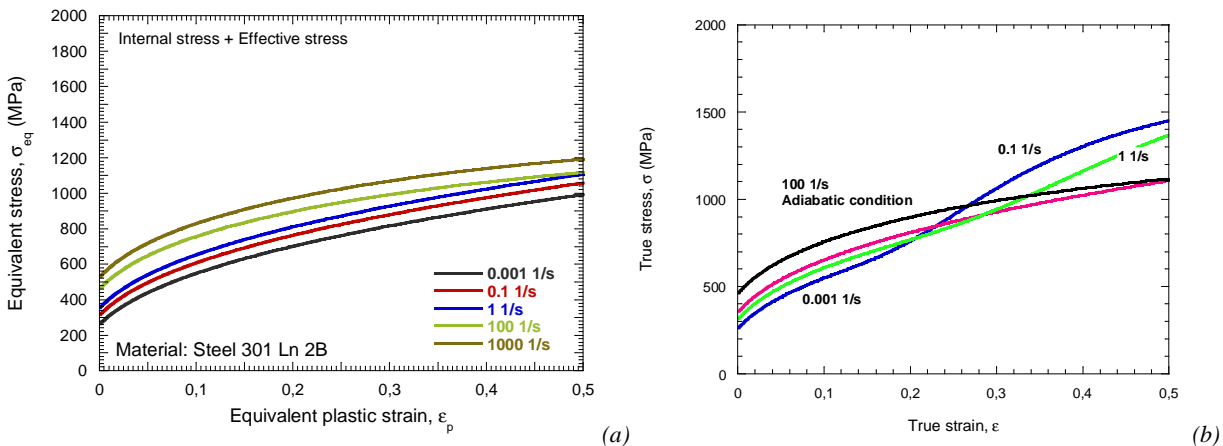 2000
1800
1600
1400
1200
1000
800
600
400
200
0
Equivalent stress, σeq (MPa)
Internal stress + Effective stress
0.001 1/s
0.1 1/s
1 1/s
100 1/s
1000 1/s
Material: Steel 301 Ln 2B
0 0,1 0,2 0,3 0,4 0,5
Equivalent plastic strain, εp
(a)
2000
1500
1000
500
0
True stress, σ (MPa)
0.1 1/s
1 1/s
100 1/s
Adiabatic condition
0.001 1/s
0 0,1 0,2 0,3 0,4 0,5
True strain, ε
(b)